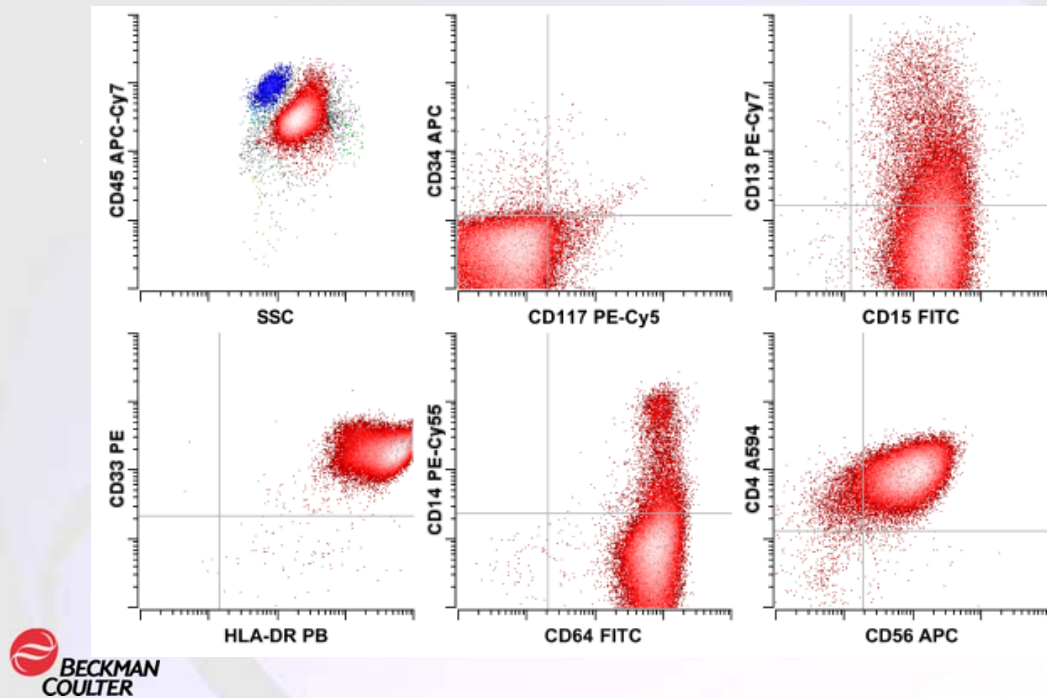 CD45 APC-Cy7
SSC
CD34 APC
CD117 PE-Cy5
CD13 PE-Cy7
CD15 FITC
CD33 PE
HLA-DR PB
CD14 PE-Cy55
CD64 FITC
CD4 A594
CD56 APC
BECKMAN
COULTER